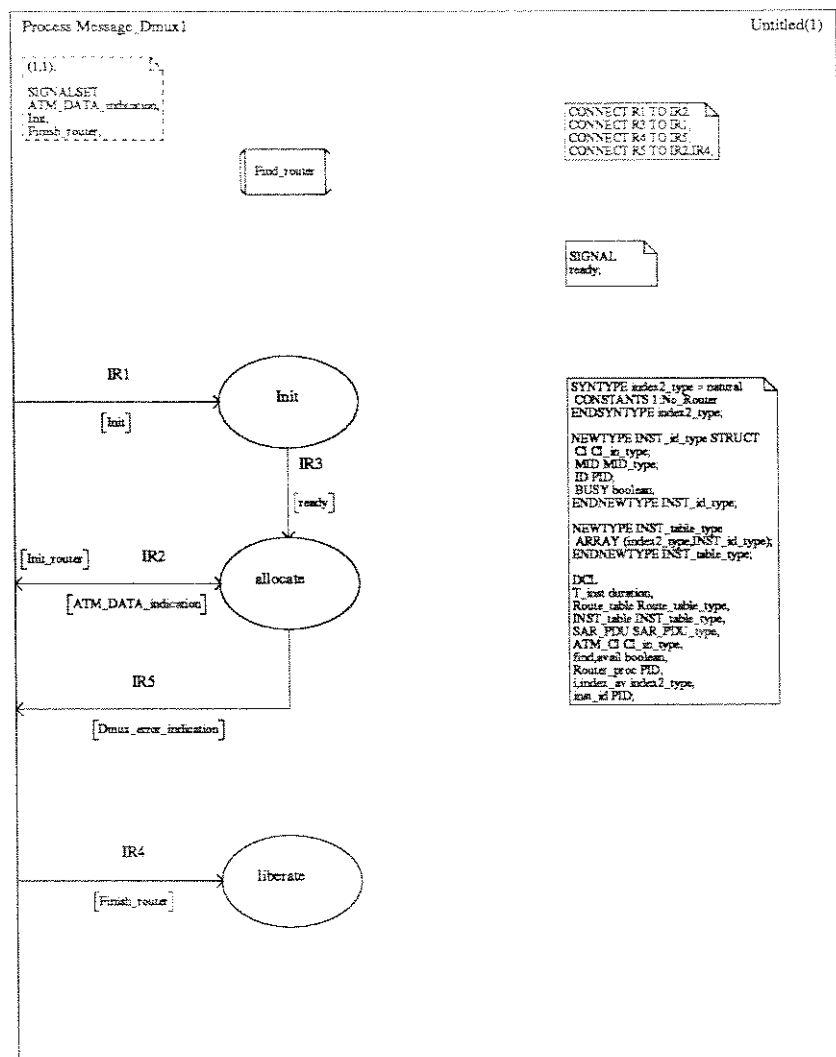 Process Message_Dmux1
Untitled(1)
(1,1).
SIGNALSET
ATM_DATA_indication,
Init,
Finish_router;
CONNECT R1 TO IR2
CONNECT R3 TO IR1,
CONNECT R4 TO IR5,
CONNECT R5 TO IR2,IR4,
Find_router
SIGNAL
ready;
IR1
[Init]
Init
IR3
[ready]
[Init_router]
IR2
[ATM_DATA_indication]
allocate
IR5
[Dmux_error_indication]
IR4
[Finish_router]
liberate
SYNTYPE index2_type = natural
CONSTANTS 1:No_Router
ENDSYNTYPE index2_type;
NEWTYPE INST_id_type STRUCT
CI CI_in_type;
MID MID_type;
ID PID;
BUSY boolean;
ENDNEWTYPE INST_id_type;
NEWTYPE INST_table_type
ARRAY (index2_type,INST_id_type);
ENDNEWTYPE INST_table_type;
DCL
T_inst duration,
Route_table Route_table_type,
INST_table INST_table_type,
SAR_PDU SAR_PDU_type,
ATM_CI CI_in_type,
find,avail boolean,
Router_proc PID,
i,index_av index2_type,
inst_id PID;